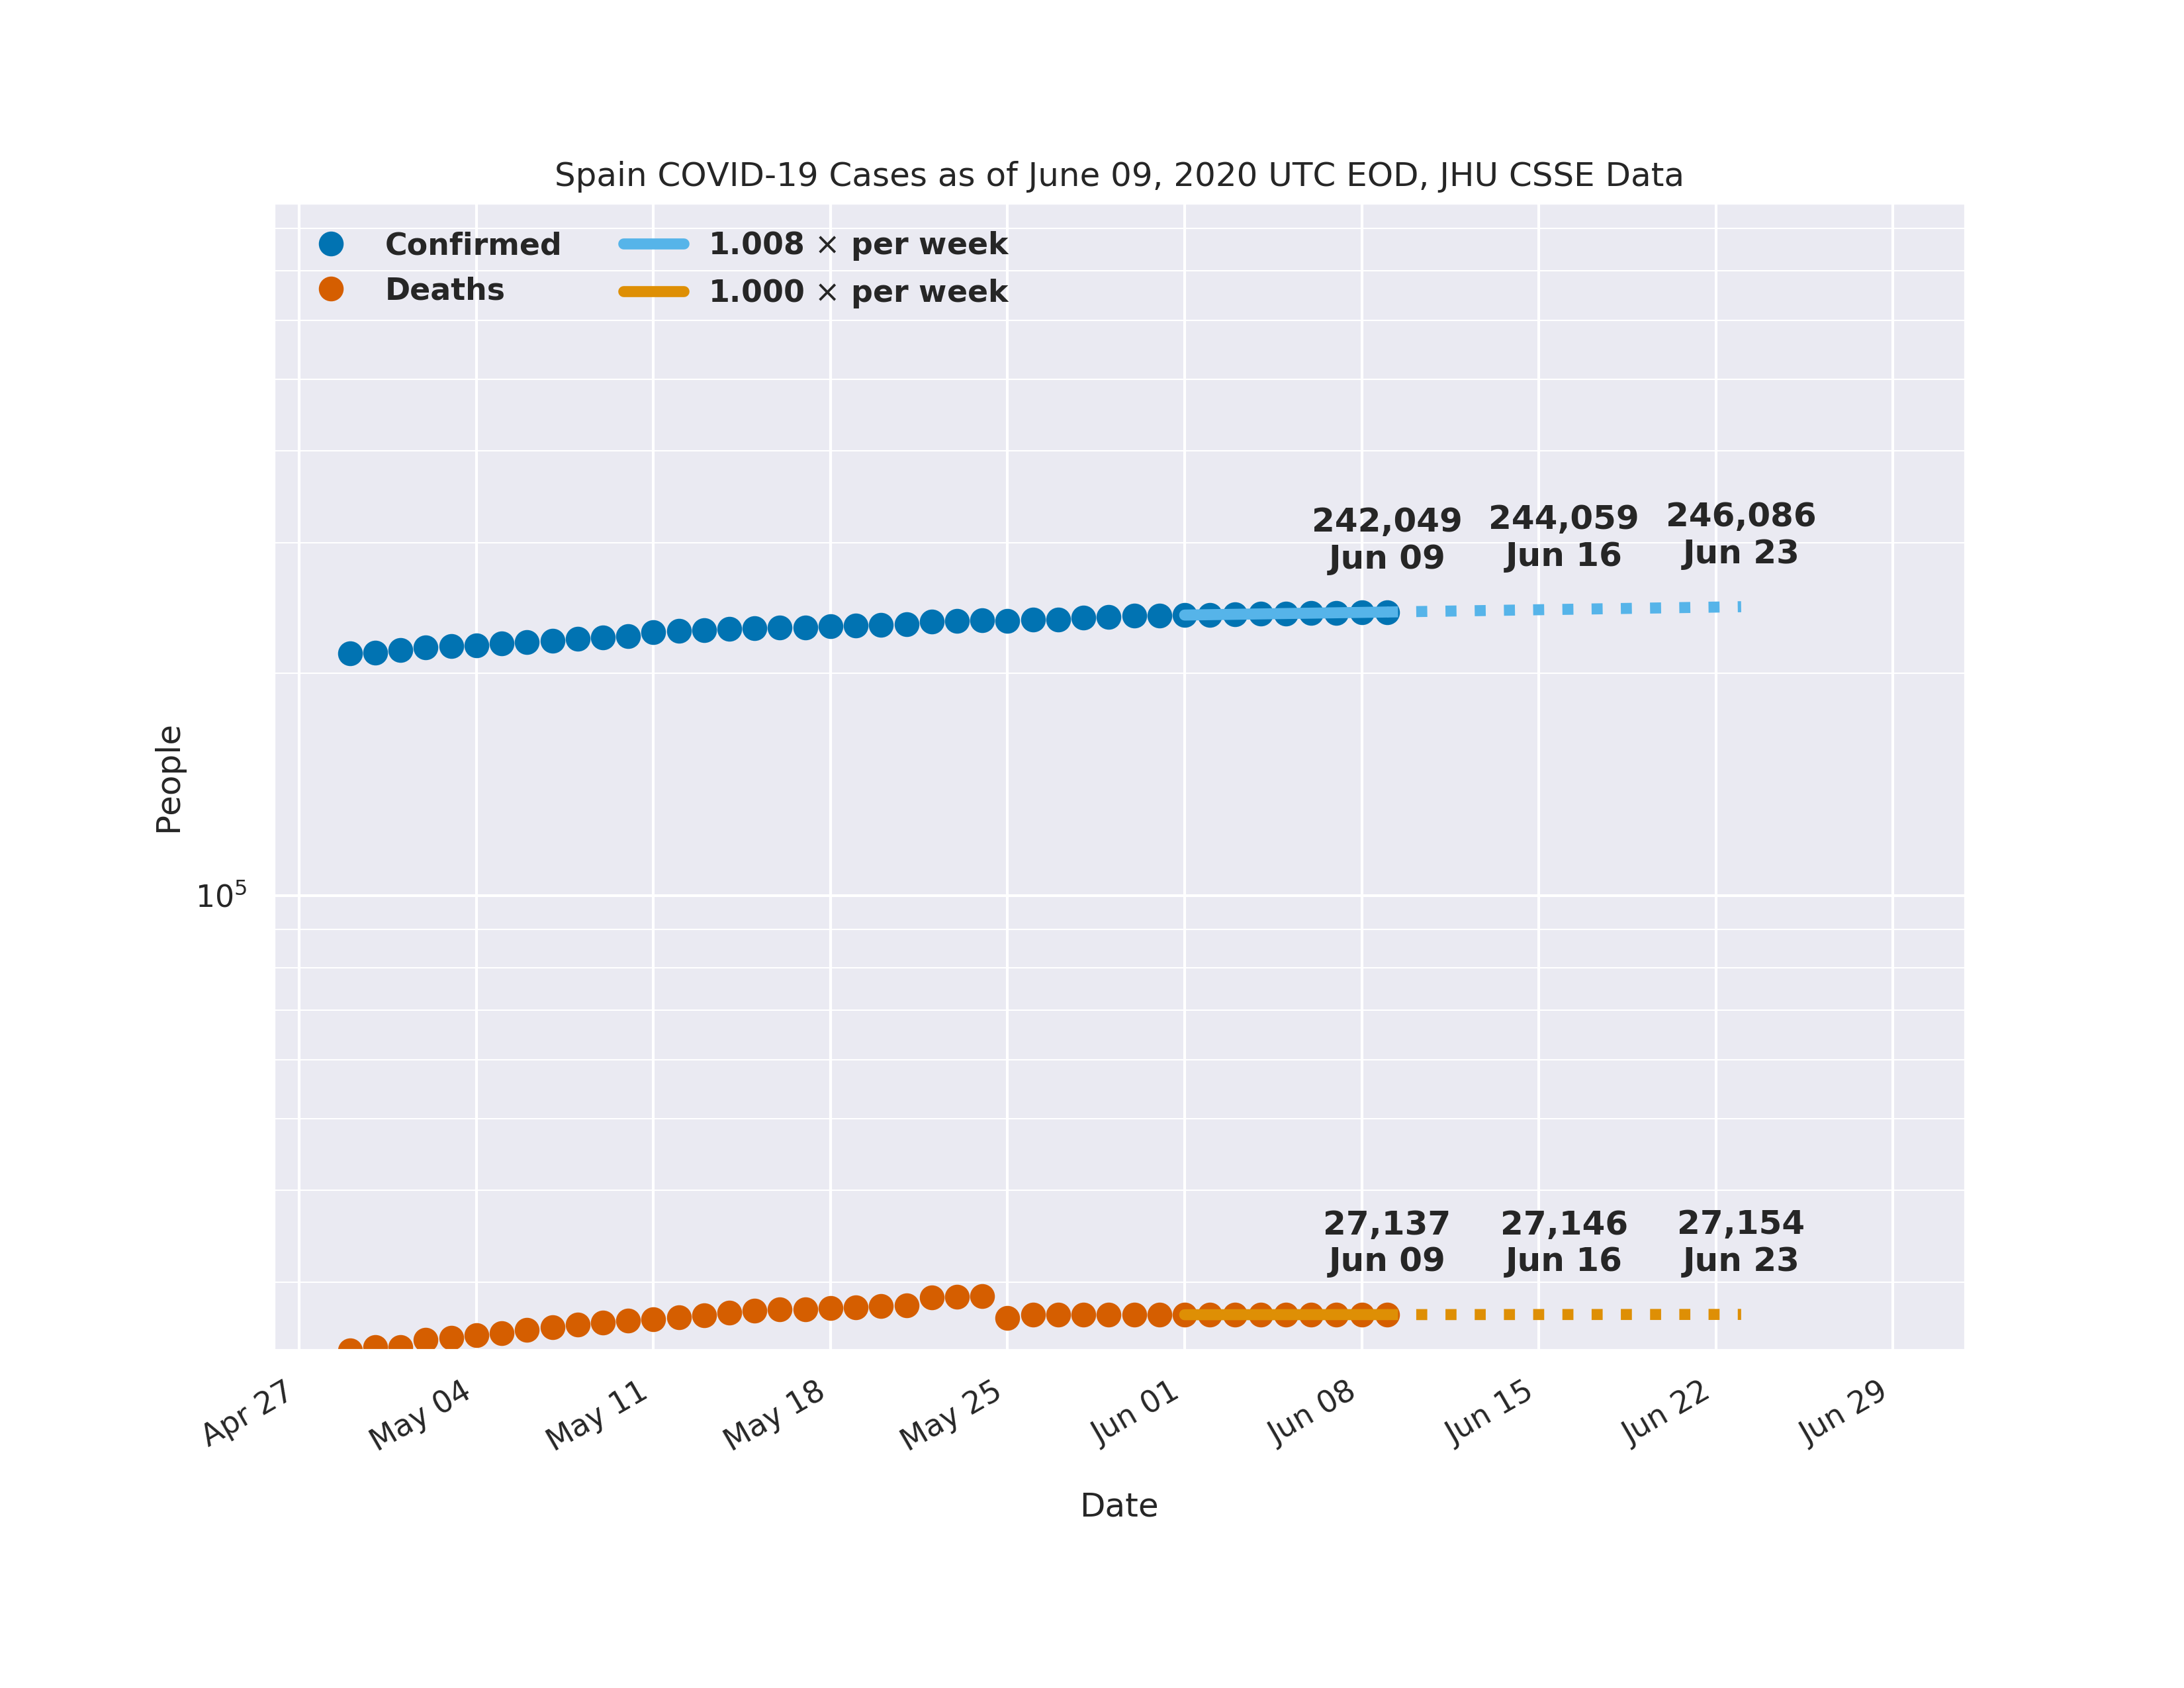 Spain COVID-19 Cases as of June 09, 2020 UTC EOD, JHU CSSE Data
Confirmed
Deaths
1.008 × per week
1.000 × per week
242,049
Jun 09
244,059
Jun 16
246,086
Jun 23
People
10⁵
27,137
Jun 09
27,146
Jun 16
27,154
Jun 23
Apr 27
May 04
May 11
May 18
May 25
Jun 01
Jun 08
Jun 15
Jun 22
Jun 29
Date